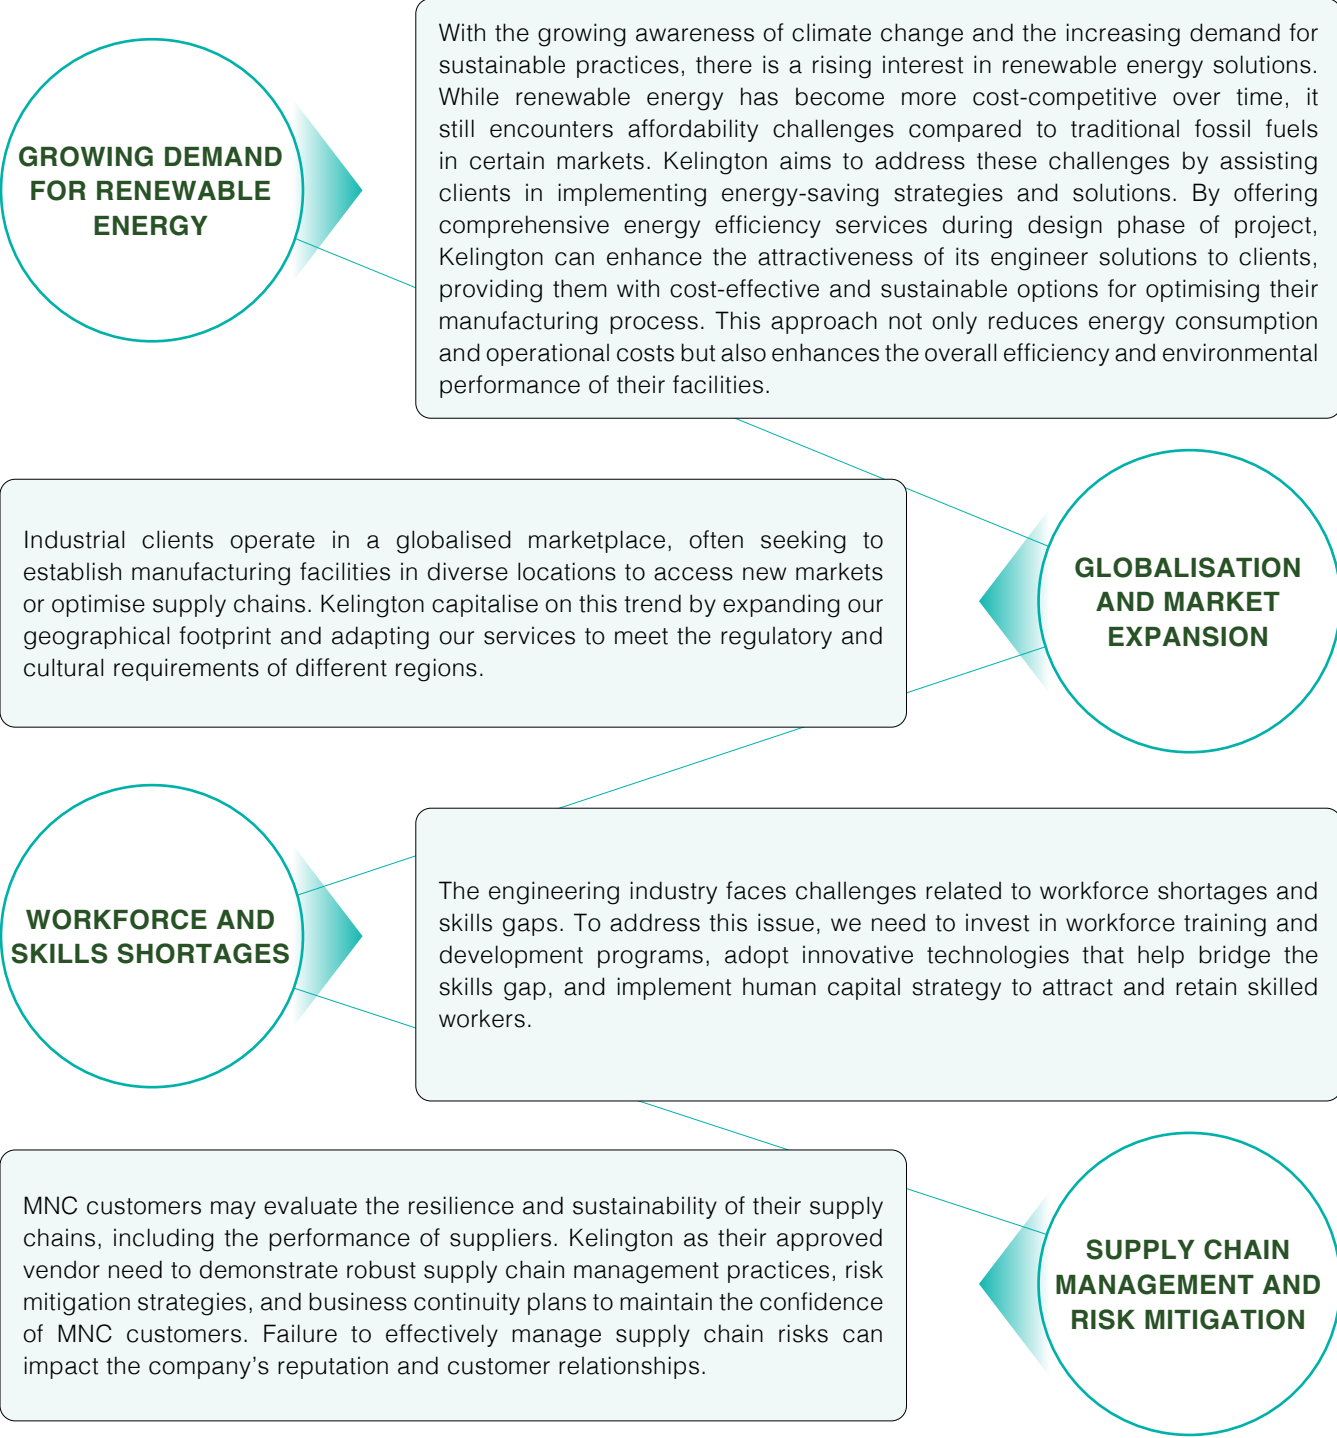 GROWING DEMAND
FOR RENEWABLE
ENERGY
With the growing awareness of climate change and the increasing demand for
sustainable practices, there is a rising interest in renewable energy solutions.
While renewable energy has become more cost-competitive over time, it
still encounters affordability challenges compared to traditional fossil fuels
in certain markets. Kelington aims to address these challenges by assisting
clients in implementing energy-saving strategies and solutions. By offering
comprehensive energy efficiency services during design phase of project,
Kelington can enhance the attractiveness of its engineer solutions to clients,
providing them with cost-effective and sustainable options for optimising their
manufacturing process. This approach not only reduces energy consumption
and operational costs but also enhances the overall efficiency and environmental
performance of their facilities.
GLOBALISATION
AND MARKET
EXPANSION
Industrial clients operate in a globalised marketplace, often seeking to
establish manufacturing facilities in diverse locations to access new markets
or optimise supply chains. Kelington capitalise on this trend by expanding our
geographical footprint and adapting our services to meet the regulatory and
cultural requirements of different regions.
WORKFORCE AND
SKILLS SHORTAGES
The engineering industry faces challenges related to workforce shortages and
skills gaps. To address this issue, we need to invest in workforce training and
development programs, adopt innovative technologies that help bridge the
skills gap, and implement human capital strategy to attract and retain skilled
workers.
SUPPLY CHAIN
MANAGEMENT AND
RISK MITIGATION
MNC customers may evaluate the resilience and sustainability of their supply
chains, including the performance of suppliers. Kelington as their approved
vendor need to demonstrate robust supply chain management practices, risk
mitigation strategies, and business continuity plans to maintain the confidence
of MNC customers. Failure to effectively manage supply chain risks can
impact the company’s reputation and customer relationships.